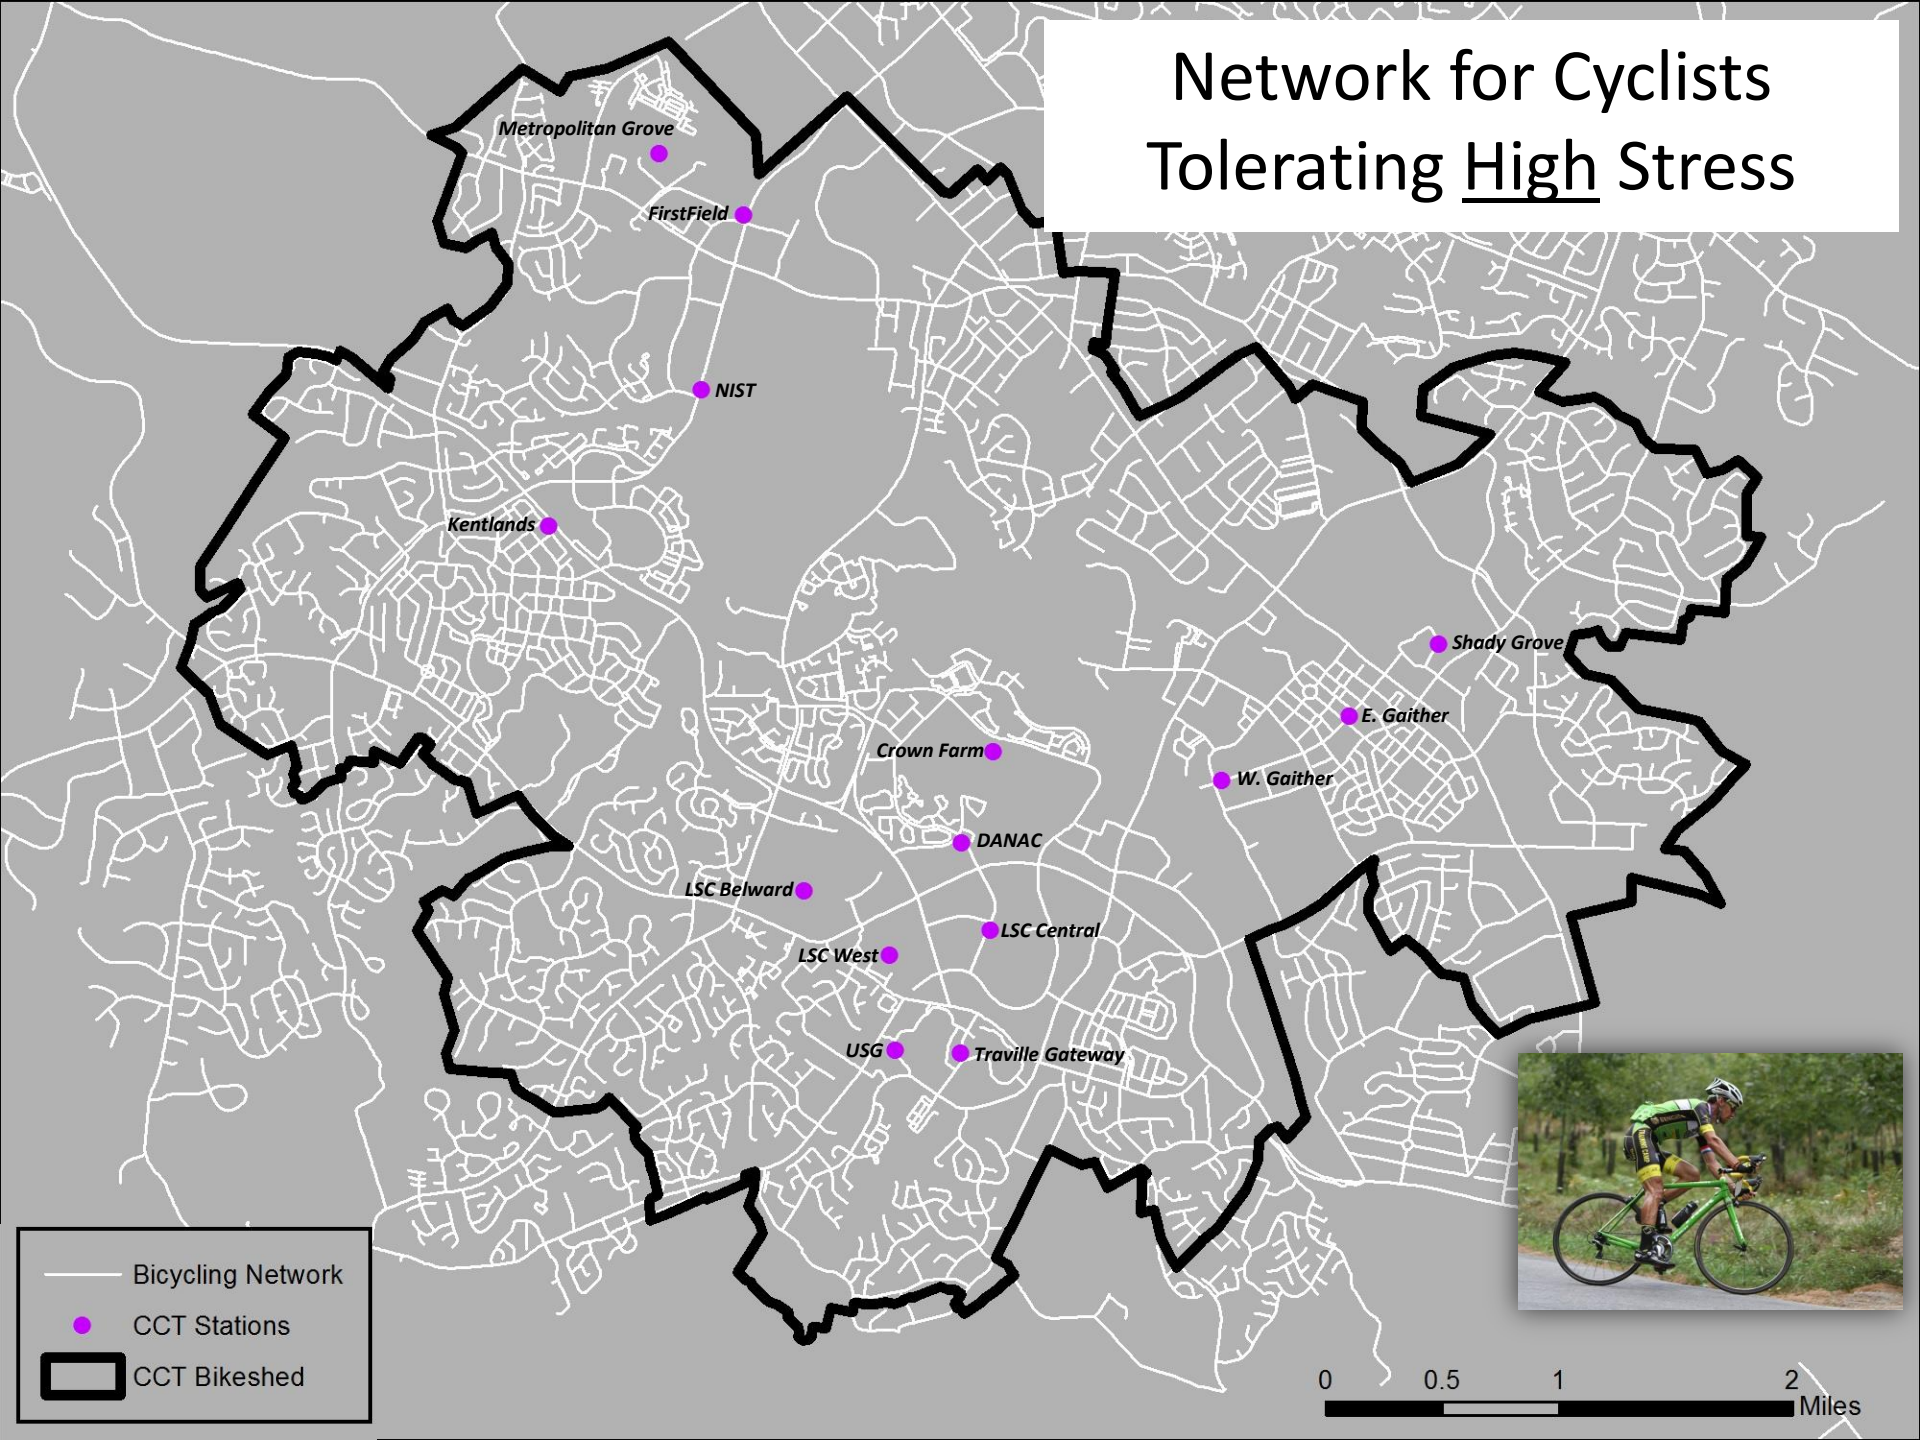 Network for Cyclists
Tolerating High Stress
Metropolitan Grove
FirstField
NIST
Kentlands
Shady Grove
E. Gaither
Crown Farm
W. Gaither
DANAC
LSC Belward
LSC Central
LSC West
USG
Traville Gateway
Bicycling Network
CCT Stations
CCT Bikeshed
0 0.5 1 2
Miles